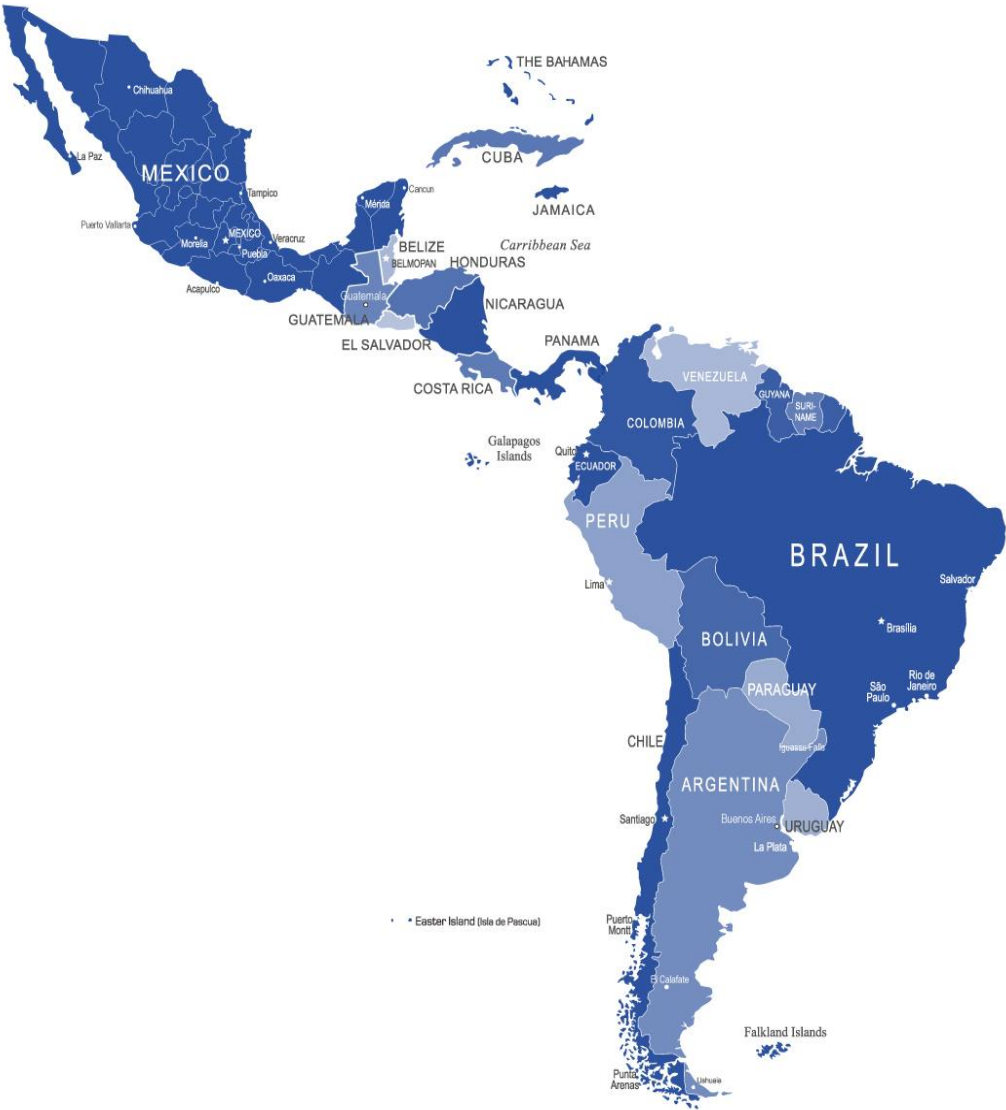 THE BAHAMAS
Chihuahua
CUBA
La Paz
MEXICO
Cancun
Tampico
Mérida
JAMAICA
Puerto Vallarta
MEXICO
Veracruz
Morelia
Puebla
BELIZE
Carribbean Sea
BELMOPAN
HONDURAS
Oaxaca
Acapulco
Guatemala
NICARAGUA
GUATEMALA
EL SALVADOR
PANAMA
COSTA RICA
VENEZUELA
GUYANA
SURI-
NAME
COLOMBIA
Galapagos
Islands
Quito
ECUADOR
PERU
BRAZIL
Lima
Salvador
Brasília
BOLIVIA
PARAGUAY
São
Paulo
Rio de
Janeiro
CHILE
Iguassu Falls
ARGENTINA
Santiago
Buenos Aires
URUGUAY
La Plata
Easter Island (Isla de Pascua)
Puerto
Montt
El Calafate
Falkland Islands
Punta
Arenas
Ushuaia